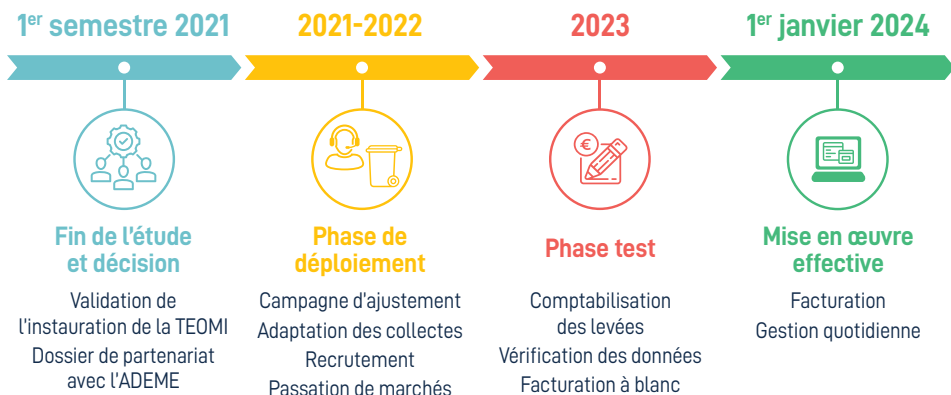 1er semestre 2021
2021-2022
2023
1er janvier 2024
€
Fin de l'étude
et décision
Validation de
l'instauration de la TEOMI
Dossier de partenariat
avec l'ADEME
Phase de
déploiement
Campagne d'ajustement
Adaptation des collectes
Recrutement
Passation de marchés
Phase test
Comptabilisation
des levées
Vérification des données
Facturation à blanc
Mise en œuvre
effective
Facturation
Gestion quotidienne